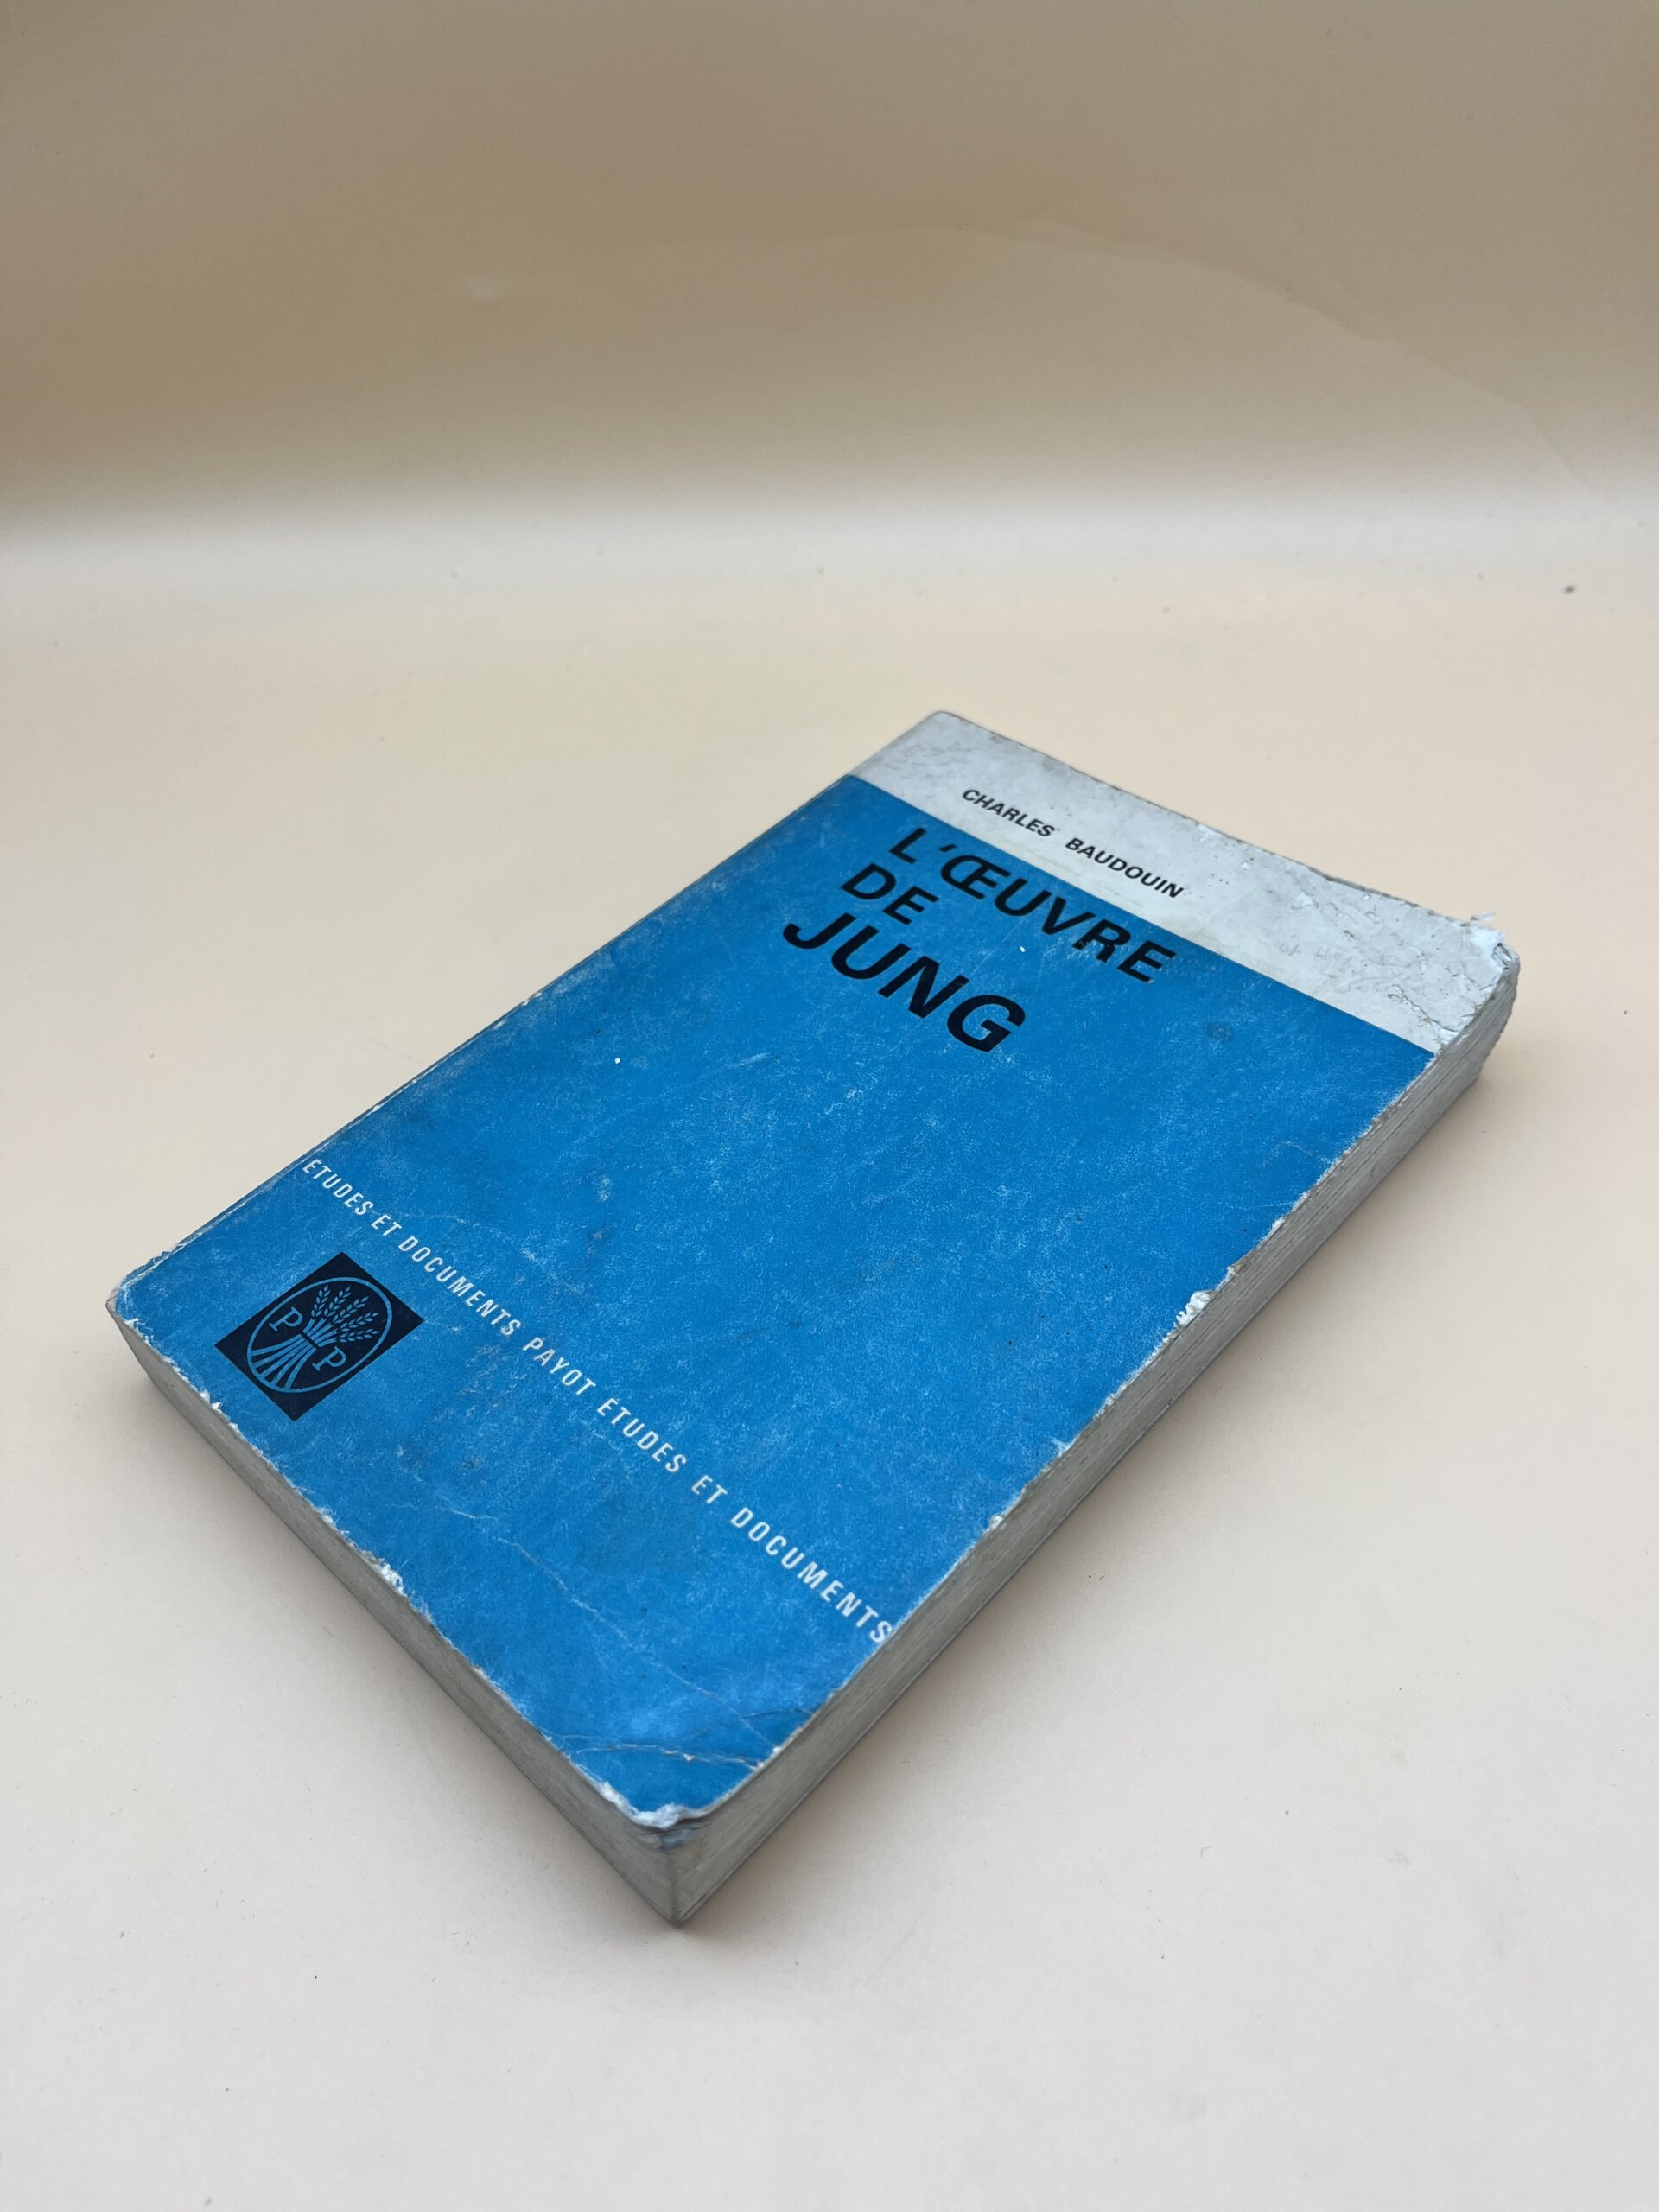 CHARLES BAUDOUIN
L'ŒUVRE
DE
JUNG
ÉTUDES ET DOCUMENTS PAYOT ÉTUDES ET DOCUMENTS
P P